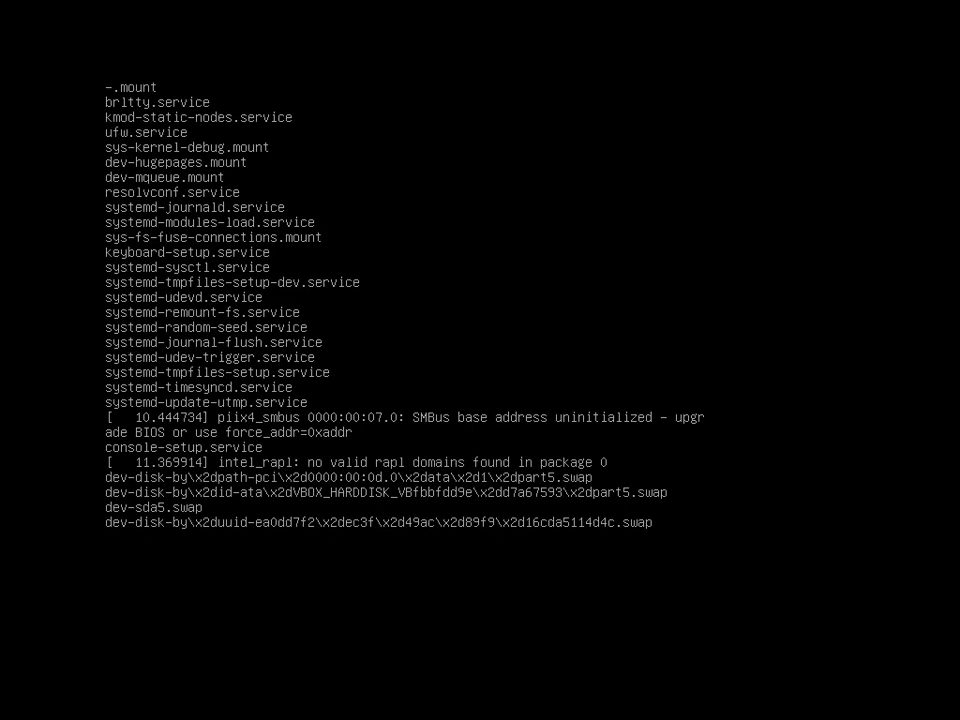 -.mount
brltty.service
kmod-static-nodes.service
ufw.service
sys-kernel-debug.mount
dev-hugepages.mount
dev-mqueue.mount
resolvconf.service
systemd-journald.service
systemd-modules-load.service
sys-fs-fuse-connections.mount
keyboard-setup.service
systemd-sysctl.service
systemd-tmpfiles-setup-dev.service
systemd-udevd.service
systemd-remount-fs.service
systemd-random-seed.service
systemd-journal-flush.service
systemd-udev-trigger.service
systemd-tmpfiles-setup.service
systemd-timesyncd.service
systemd-update-utmp.service
[   10.444734] piix4_smbus 0000:00:07.0: SMBus base address uninitialized - upgr
ade BIOS or use force_addr=0xaddr
console-setup.service
[   11.369914] intel_rapl: no valid rapl domains found in package 0
dev-disk-by\x2dpath-pci\x2d0000:00:0d.0\x2data\x2d1\x2dpart5.swap
dev-disk-by\x2did-ata\x2dVBOX_HARDDISK_VBfbbfdd9e\x2dd7a67593\x2dpart5.swap
dev-sda5.swap
dev-disk-by\x2duuid-ea0dd7f2\x2dec3f\x2d49ac\x2d89f9\x2d16cda5114d4c.swap